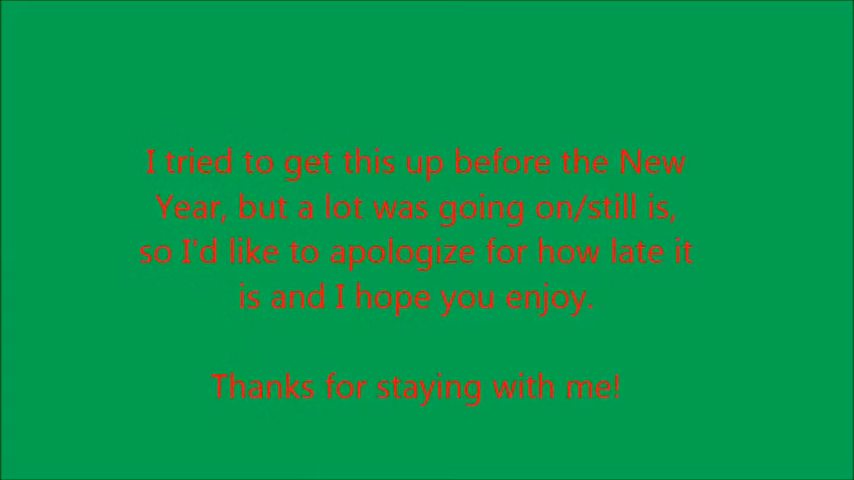 I tried to get this up before the New
Year, but a lot was going on/still is,
so I'd like to apologize for how late it
is and I hope you enjoy.
Thanks for staying with me!